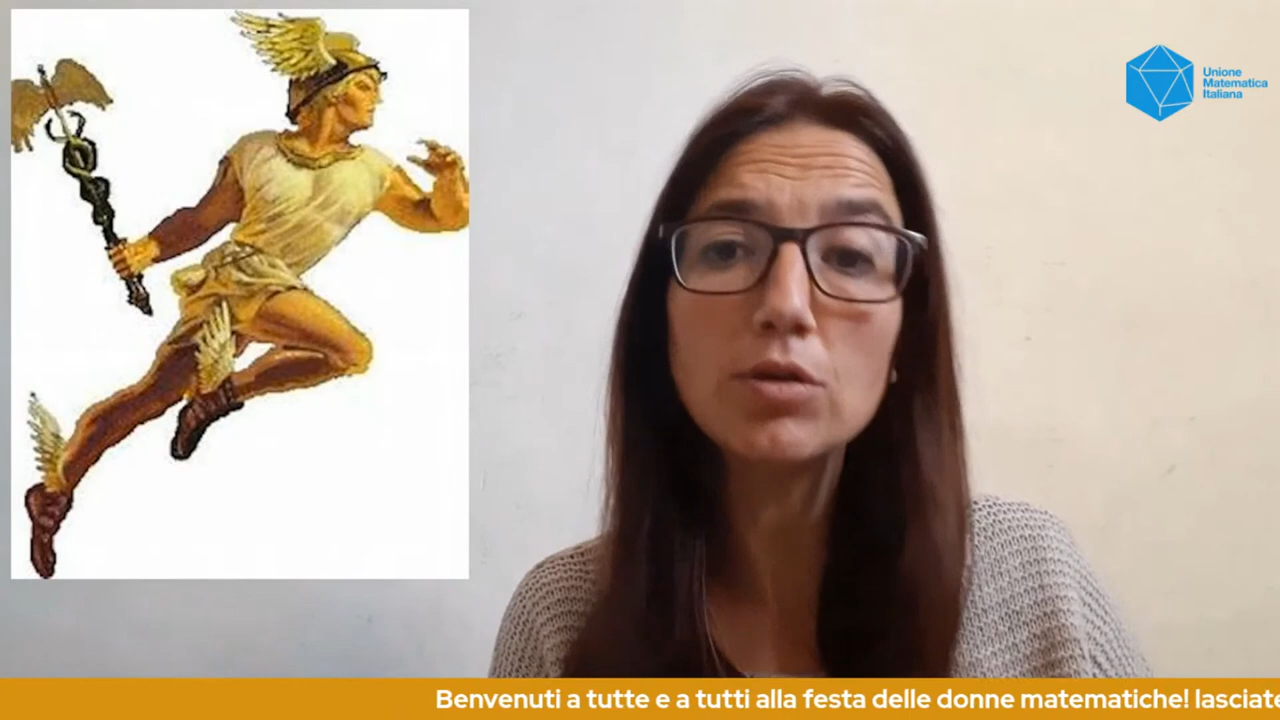 Unione
Matematica
Italiana
Benvenuti a tutte e a tutti alla festa delle donne matematiche! lasciate